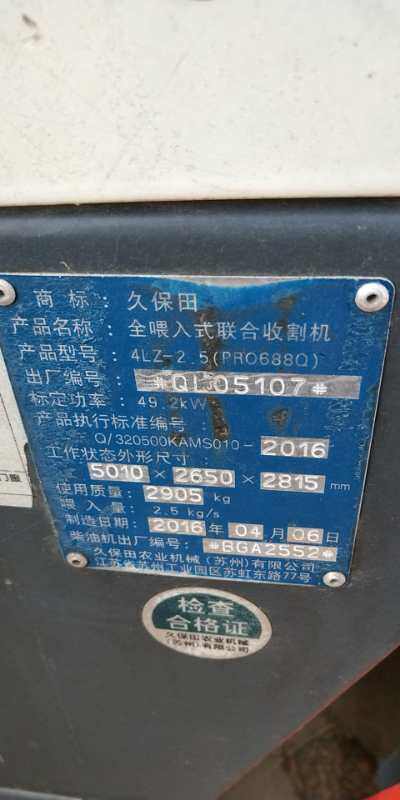 商标：久保田
产品名称：全喂入式联合收割机
产品型号：4LZ-2.5(PRO688Q)
出厂编号：
标定功率：49.2kW
产品执行标准编号：
Q/320500KAMS010-2016
工作状态外形尺寸
5010×2650×2815mm
使用质量：2905kg
喂入量：2.5kg/s
制造日期：2016年04月06日
柴油机出厂编号：*BGA2552*
久保田农业机械(苏州)有限公司
江苏省苏州工业园区苏虹东路77号
检查
合格证
久保田农业机械
(苏州)有限公司